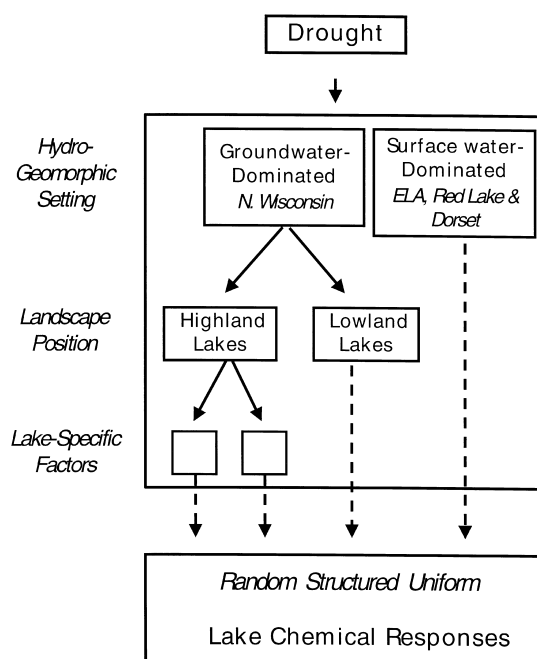 Drought
Hydro-
Geomorphic
Setting
Groundwater-
Dominated
N. Wisconsin
Surface water-
Dominated
ELA, Red Lake &
Dorset
Landscape
Position
Highland
Lakes
Lowland
Lakes
Lake-Specific
Factors
Random Structured Uniform
Lake Chemical Responses